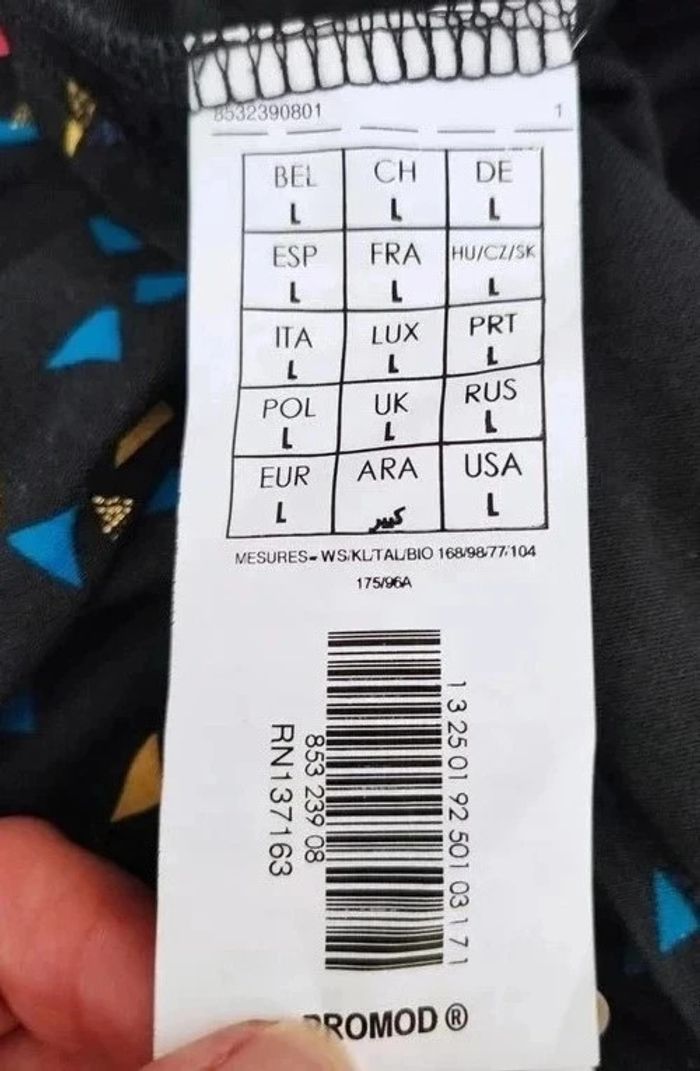 8532390801 1
BEL CH DE
L L L
ESP FRA HU/CZ/SK
L L L
ITA LUX PRT
L L L
POL UK RUS
L L L
EUR ARA USA
L كبير L
MESURES- WS/KL/TAL/BIO 168/98/77/104
175/96A
1 3 25 01 92 501 03 1 7 1
853 239 08
RN137163
PROMOD ®